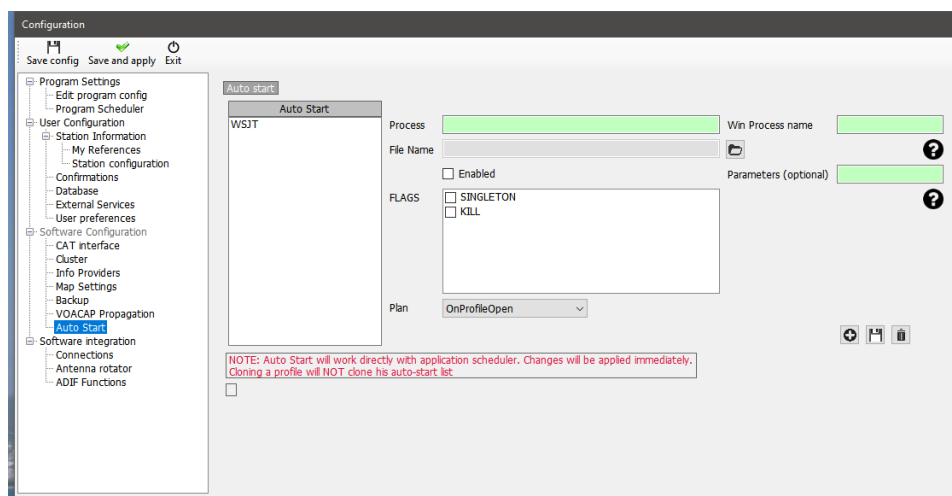 Configuration
Save config Save and apply Exit
Program Settings
Edit program config
Program Scheduler
User Configuration
Station Information
My References
Station configuration
Confirmations
Database
External Services
User preferences
Software Configuration
CAT interface
Cluster
Info Providers
Map Settings
Backup
VOACAP Propagation
Auto Start
Software integration
Connections
Antenna rotator
ADIF Functions
Auto start
Auto Start
WSJT
Process
Win Process name
File Name
?
Enabled
Parameters (optional)
FLAGS
SINGLETON
?
KILL
Plan
OnProfileOpen
NOTE: Auto Start will work directly with application scheduler. Changes will be applied immediately.
Cloning a profile will NOT clone his auto-start list